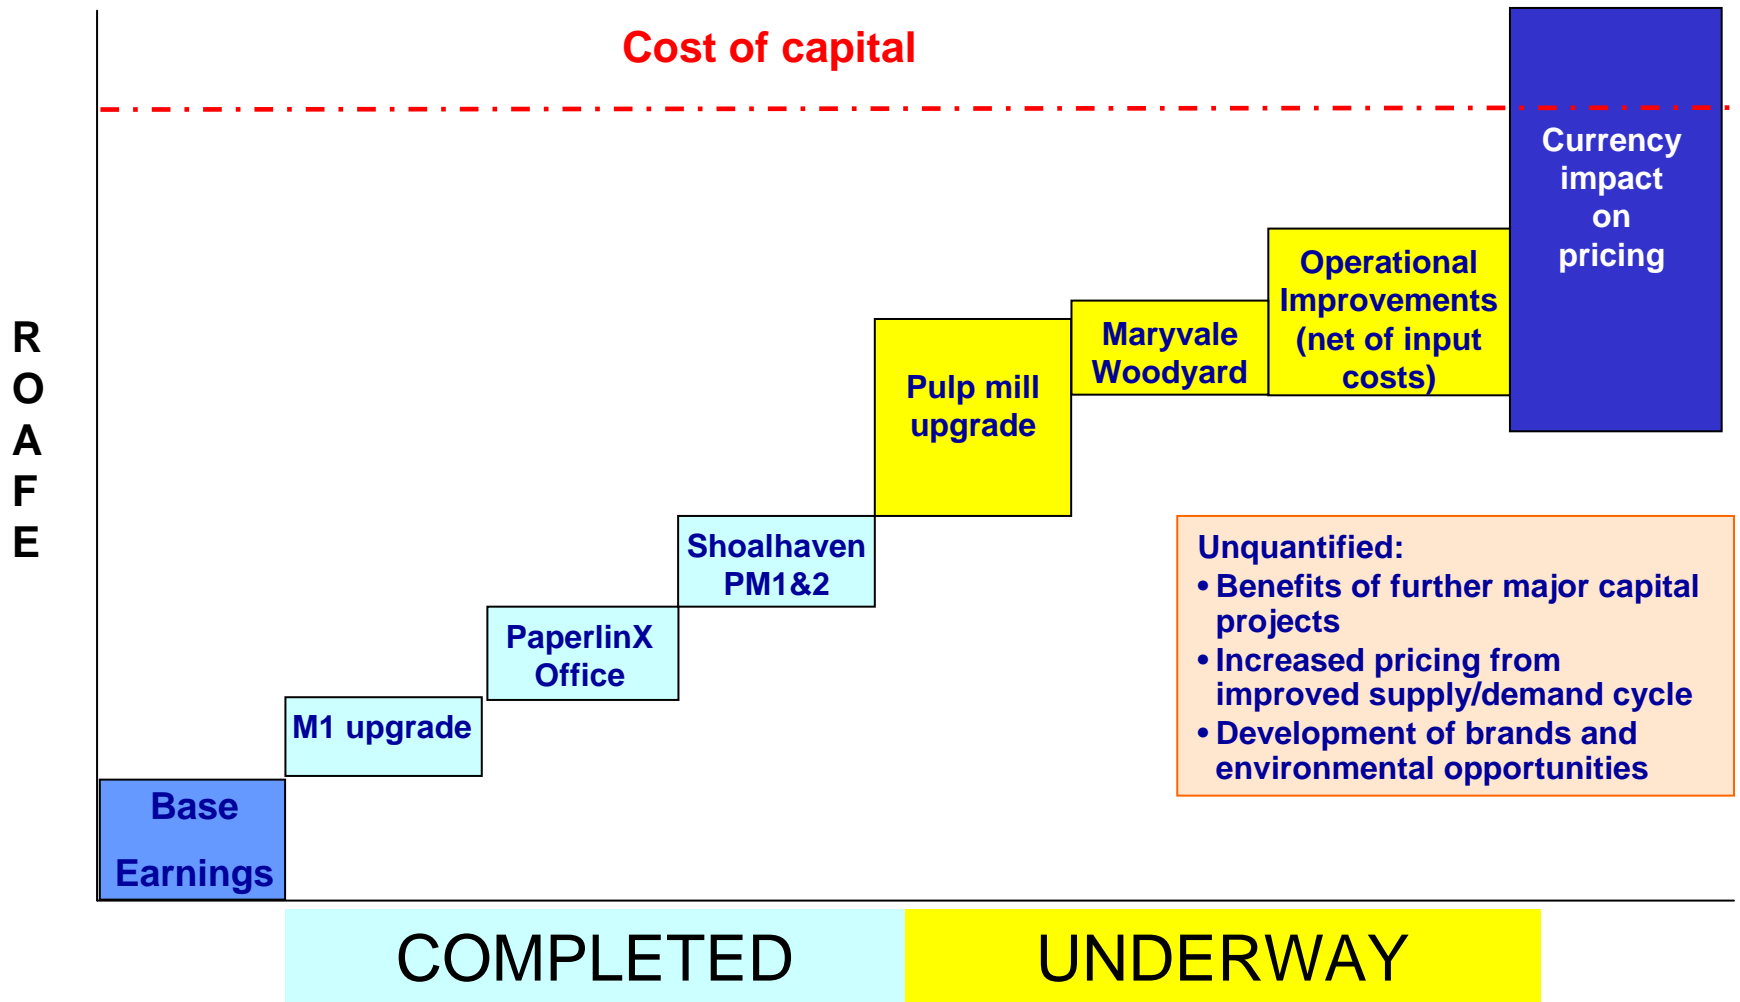 Cost of capital
R
O
A
F
E
Currency
impact
on
pricing
Operational
Improvements
(net of input
costs)
Maryvale
Woodyard
Pulp mill
upgrade
Shoalhaven
PM1&2
PaperlinX
Office
M1 upgrade
Base
Earnings
Unquantified:
• Benefits of further major capital
projects
• Increased pricing from
improved supply/demand cycle
• Development of brands and
environmental opportunities
COMPLETED
UNDERWAY